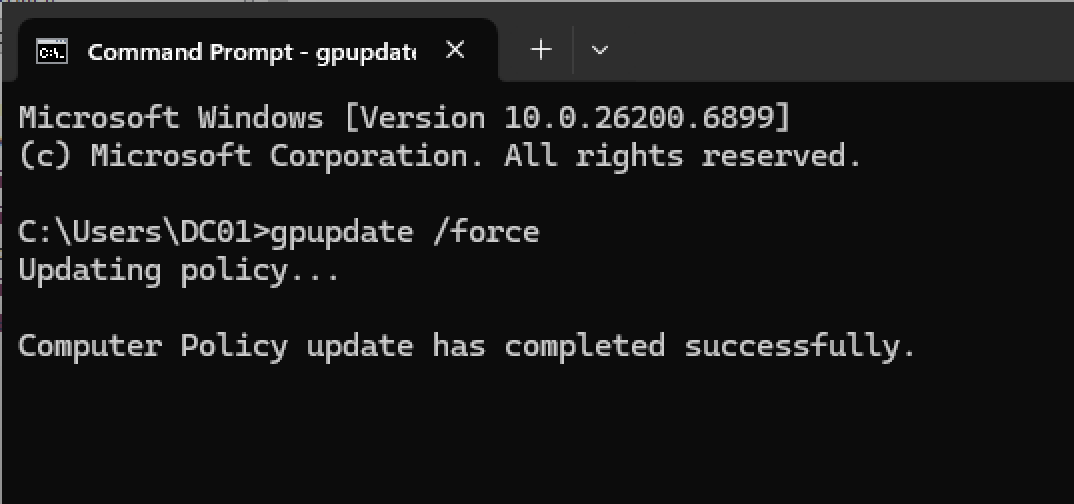 Command Prompt - gpupdate
Microsoft Windows [Version 10.0.26200.6899]
(c) Microsoft Corporation. All rights reserved.
C:\Users\DC01>gpupdate /force
Updating policy...
Computer Policy update has completed successfully.